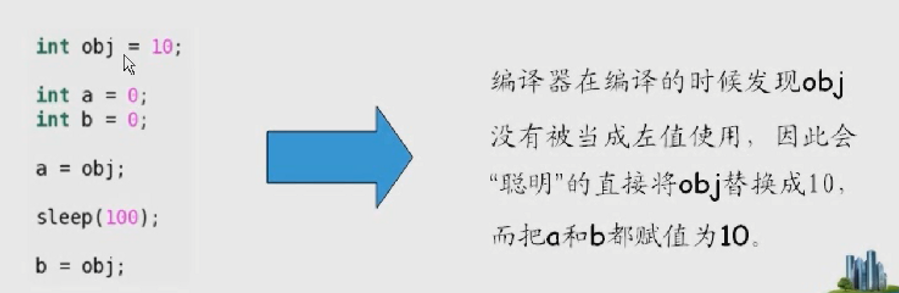 int obj = 10;
int a = 0;
int b = 0;
a = obj;
sleep(100);
b = obj;
编译器在编译的时候发现obj
没有被当成左值使用，因此会
“聪明”的直接将obj替换成10，
而把a和b都赋值为10。